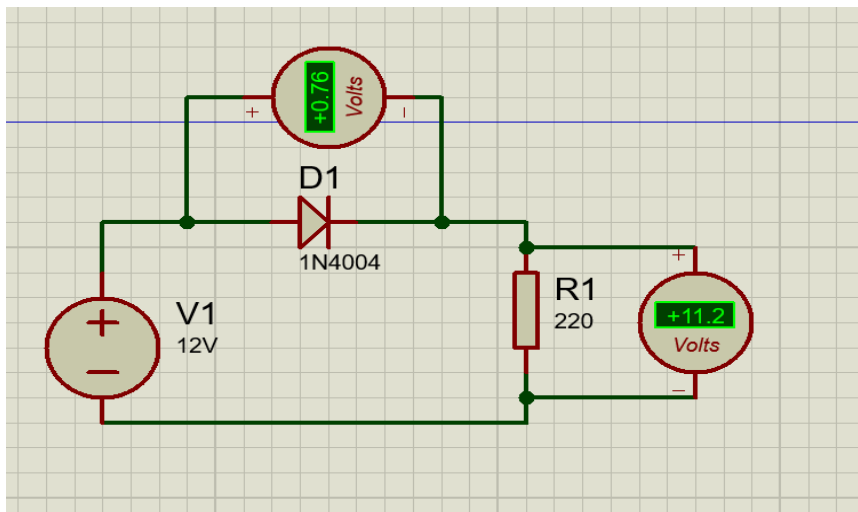 +0.76
Volts
+
−
D1
1N4004
V1
12V
+
−
R1
220
+
+11.2
Volts
−